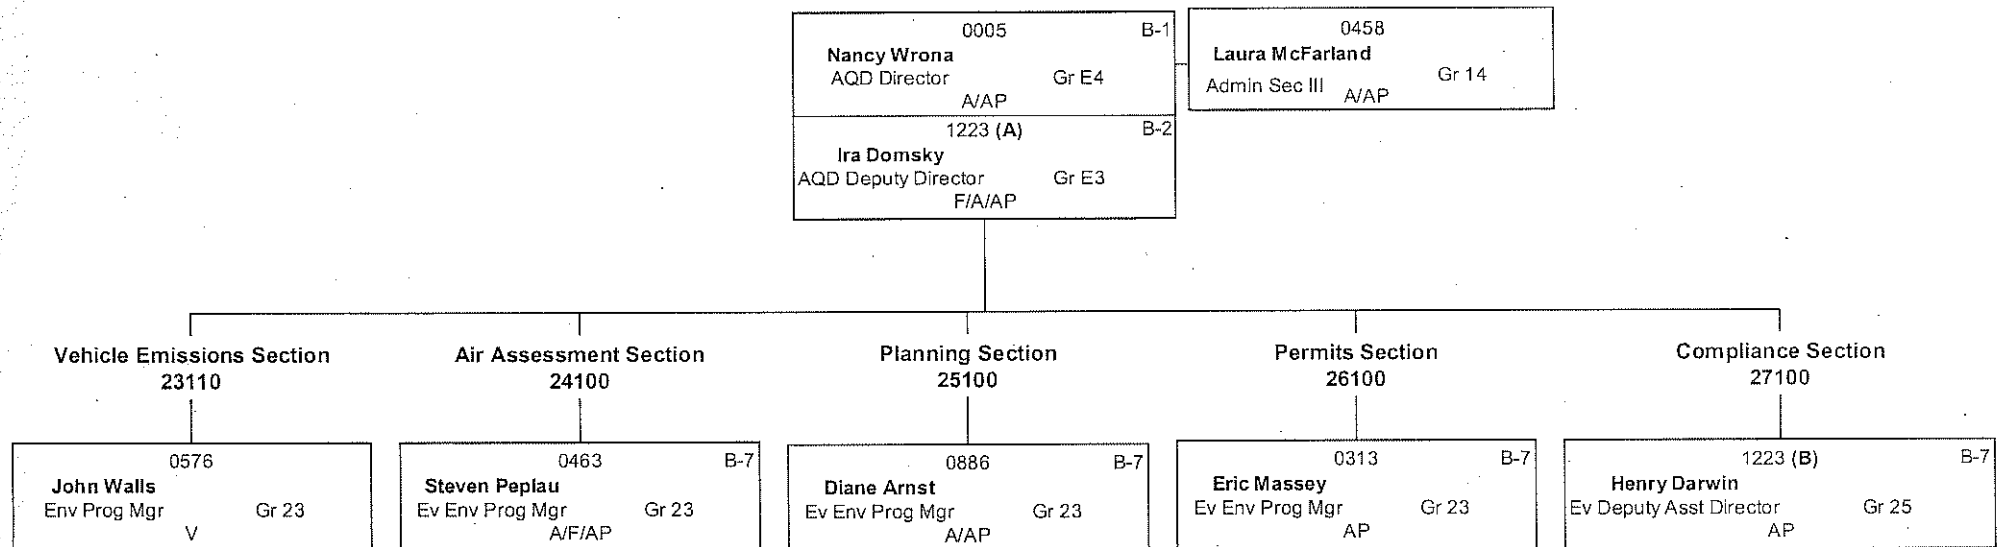 0005 B-1
Nancy Wrona
AQD Director Gr E4
A/AP
0458
Laura McFarland
Admin Sec III Gr 14
A/AP
1223 (A) B-2
Ira Domsky
AQD Deputy Director Gr E3
F/A/AP
Vehicle Emissions Section
23110
Air Assessment Section
24100
Planning Section
25100
Permits Section
26100
Compliance Section
27100
0576
John Walls
Env Prog Mgr Gr 23
V
0463 B-7
Steven Peplau
Ev Env Prog Mgr Gr 23
A/F/AP
0886 B-7
Diane Arnst
Ev Env Prog Mgr Gr 23
A/AP
0313 B-7
Eric Massey
Ev Env Prog Mgr Gr 23
AP
1223 (B) B-7
Henry Darwin
Ev Deputy Asst Director Gr 25
AP